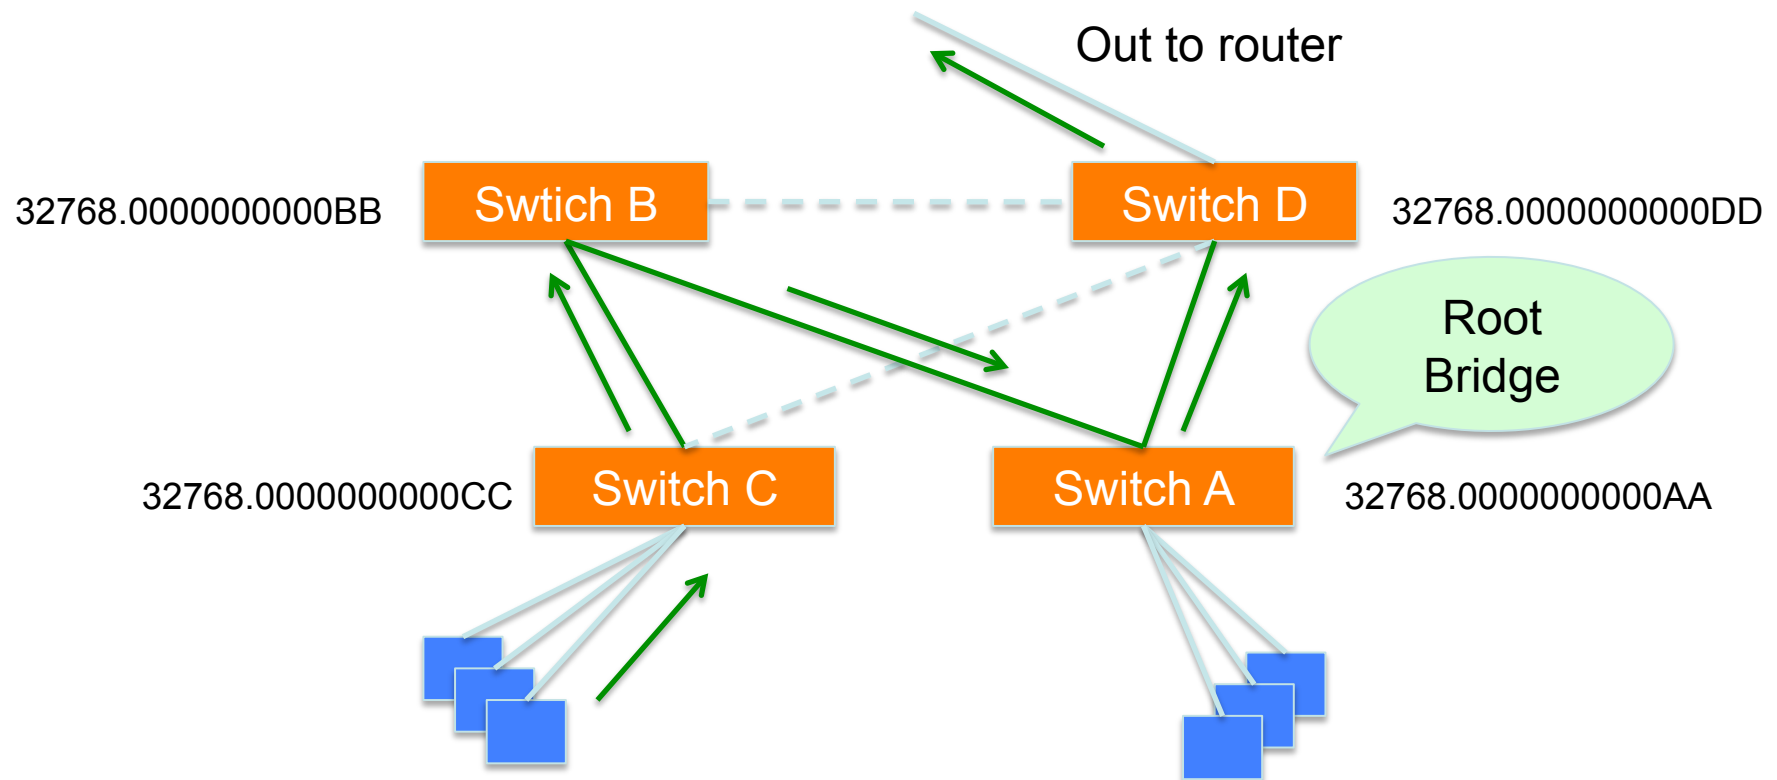 Out to router
32768.0000000000BB
Swtich B
Switch D
32768.0000000000DD
Root
Bridge
32768.0000000000CC
Switch C
Switch A
32768.0000000000AA